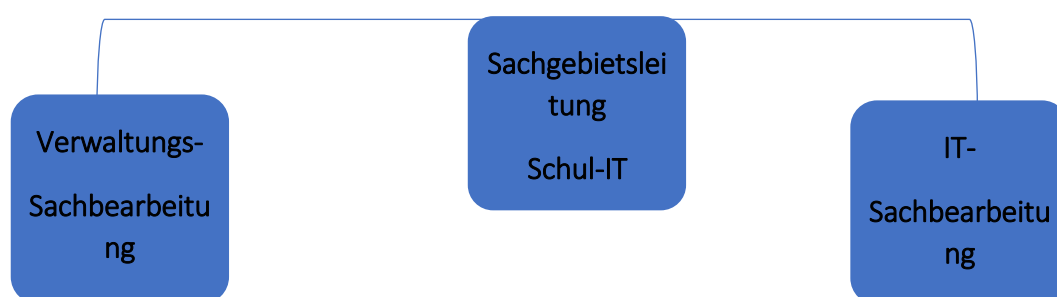 Sachgebietslei
tung
Schul-IT
Verwaltungs-
Sachbearbeitu
ng
IT-
Sachbearbeitu
ng